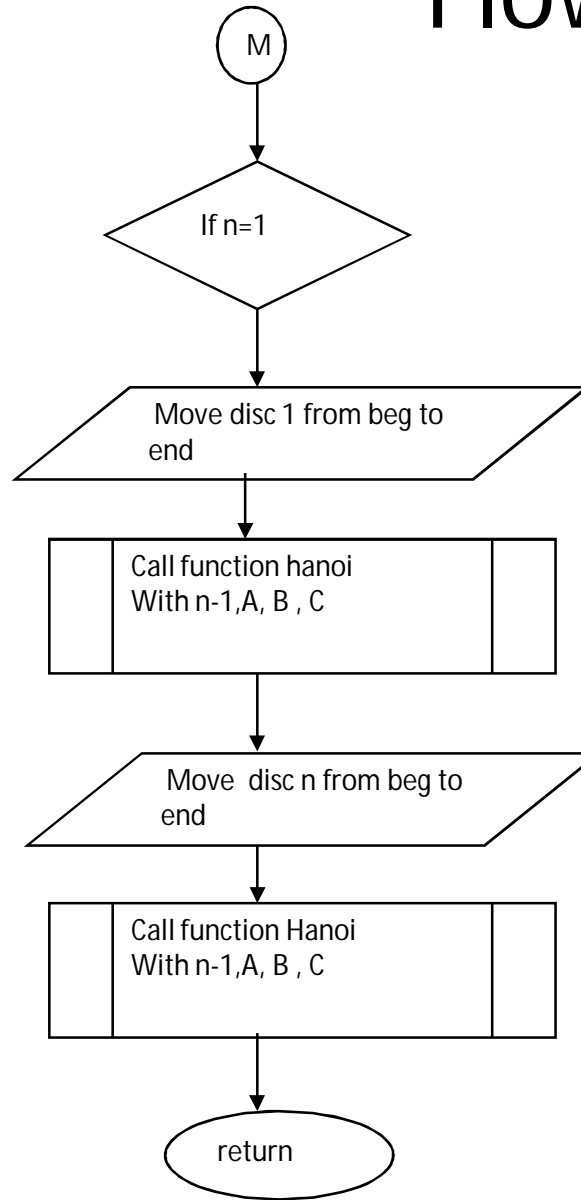 M
If n=1
Move disc 1 from beg to
end
Call function hanoi
With n-1,A, B , C
Move disc n from beg to
end
Call function Hanoi
With n-1,A, B , C
return